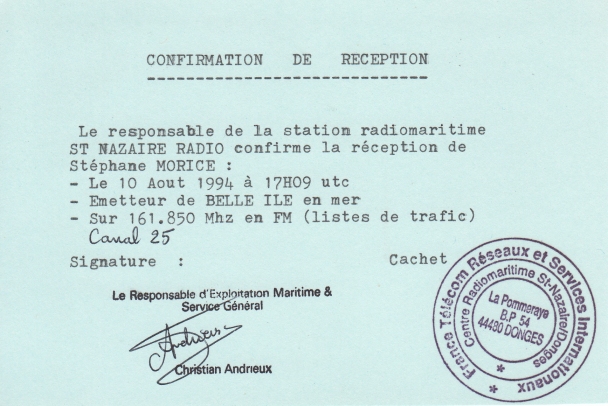 CONFIRMATION DE RECEPTION
Le responsable de la station radiomaritime
ST NAZAIRE RADIO confirme la réception de
Stéphane MORICE :
- Le 10 Aout 1994 à 17H09 utc
- Emetteur de BELLE ILE en mer
- Sur 161.850 Mhz en FM (listes de trafic)
Canal 25
Signature :
Cachet
Le Responsable d'Exploitation Maritime &
Service Général
Andrieux
Christian Andrieux
France Télécom Réseaux et Services Internationaux
Centre Radiomaritime St-Nazaire/Donges
La Pommeraye
B.P 54
44480 DONGES